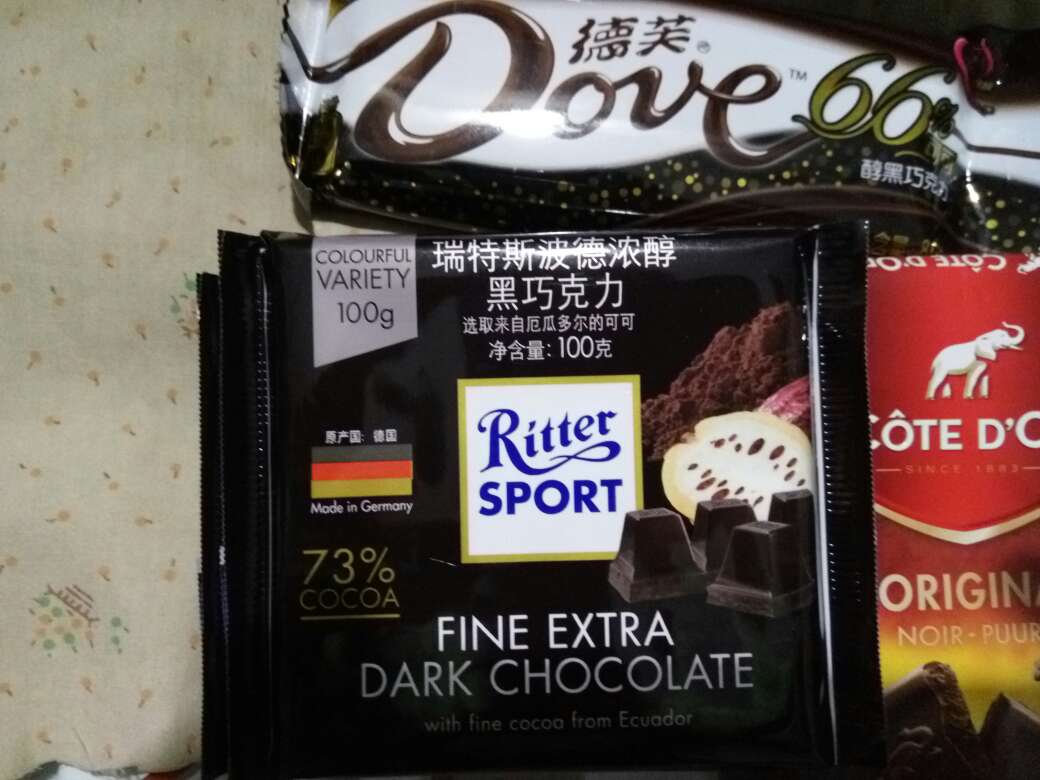 德芙®
Dove™ 66%
醇黑巧克力
COLOURFUL
VARIETY
100g
瑞特斯波德浓醇
黑巧克力
选取来自厄瓜多尔的可可
净含量:100克
原产国:德国
Made in Germany
Ritter
SPORT
73%
COCOA
FINE EXTRA
DARK CHOCOLATE
with fine cocoa from Ecuador
CÔTE D'O
CÔTE D'O
SINCE 1883
ORIGINA
NOIR-PUUR